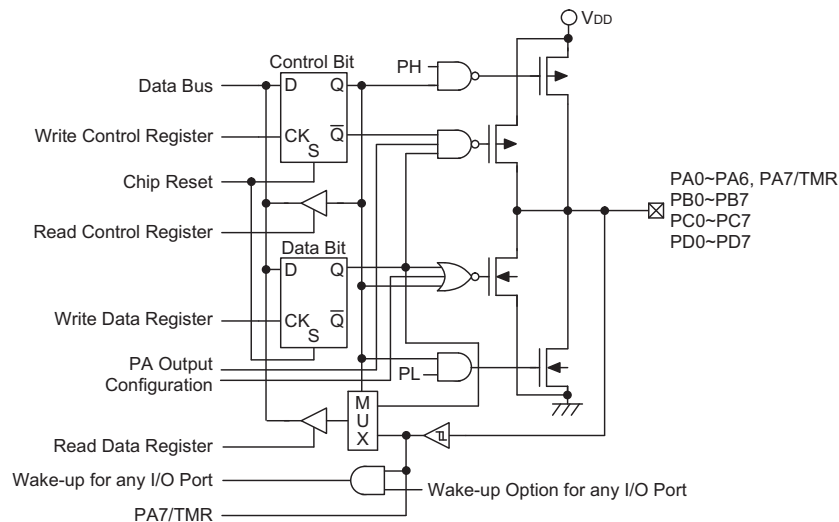 VDD
Control Bit
PH
Data Bus
D
Q
Write Control Register
CK
Q
S
Chip Reset
PA0~PA6, PA7/TMR
PB0~PB7
PC0~PC7
PD0~PD7
Read Control Register
Data Bit
D
Q
Write Data Register
CK
Q
S
PA Output
Configuration
PL
M
U
X
Read Data Register
Wake-up for any I/O Port
Wake-up Option for any I/O Port
PA7/TMR